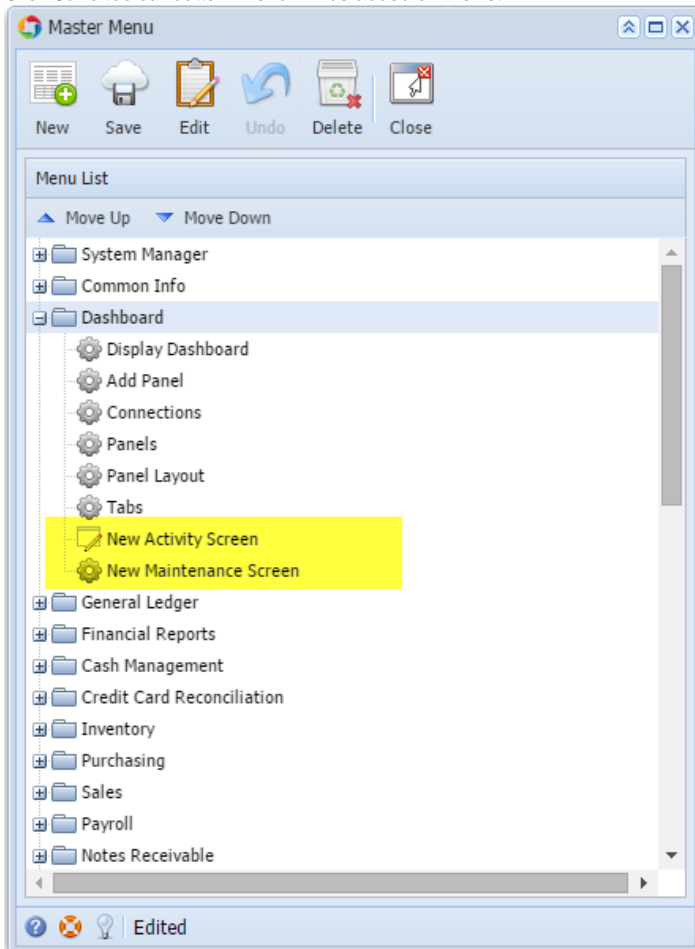 Master Menu
New Save Edit Undo Delete Close
Menu List
Move Up Move Down
System Manager
Common Info
Dashboard
Display Dashboard
Add Panel
Connections
Panels
Panel Layout
Tabs
New Activity Screen
New Maintenance Screen
General Ledger
Financial Reports
Cash Management
Credit Card Reconciliation
Inventory
Purchasing
Sales
Payroll
Notes Receivable
Edited